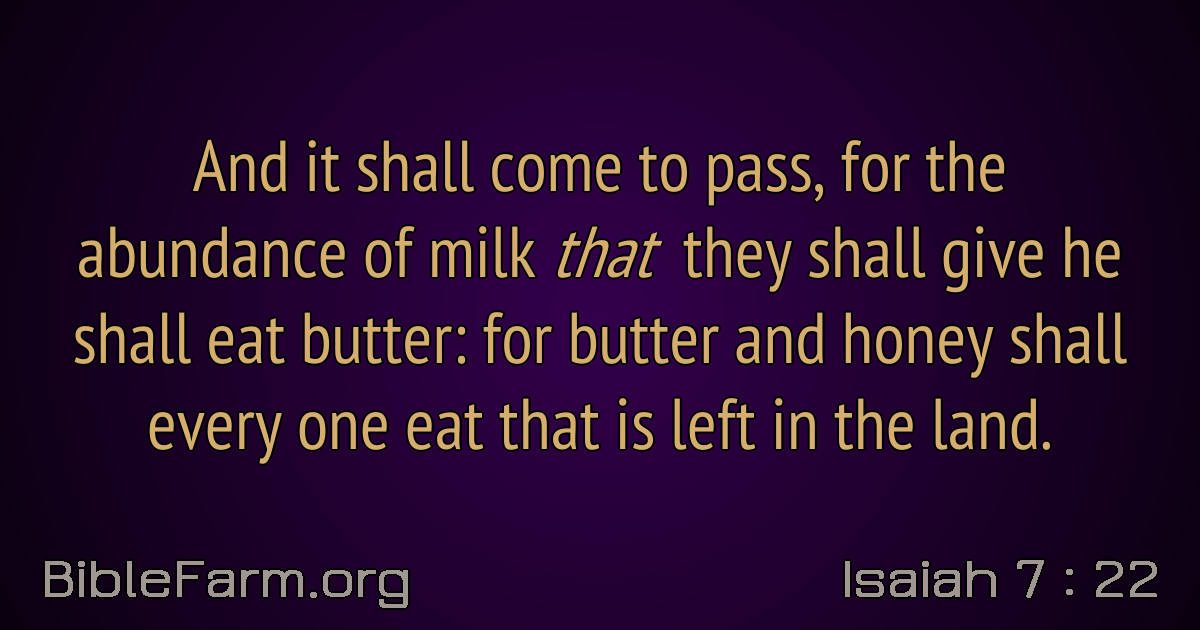 And it shall come to pass, for the
abundance of milk that they shall give he
shall eat butter: for butter and honey shall
every one eat that is left in the land.
BibleFarm.org
Isaiah 7 : 22